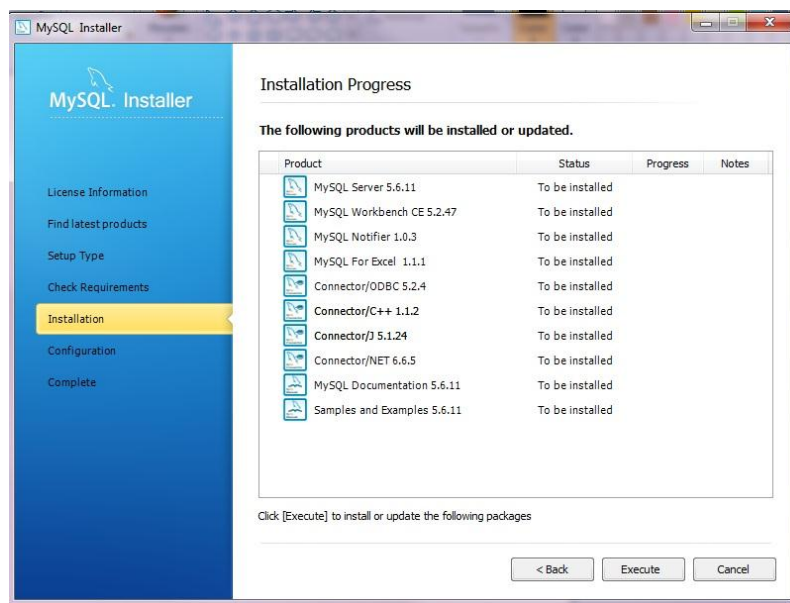 MySQL Installer
MySQL. Installer
License Information
Find latest products
Setup Type
Check Requirements
Installation
Configuration
Complete
Installation Progress
The following products will be installed or updated.
Product Status Progress Notes
MySQL Server 5.6.11 To be installed
MySQL Workbench CE 5.2.47 To be installed
MySQL Notifier 1.0.3 To be installed
MySQL For Excel 1.1.1 To be installed
Connector/ODBC 5.2.4 To be installed
Connector/C++ 1.1.2 To be installed
Connector/J 5.1.24 To be installed
Connector/NET 6.6.5 To be installed
MySQL Documentation 5.6.11 To be installed
Samples and Examples 5.6.11 To be installed
Click [Execute] to install or update the following packages
< Back Execute Cancel